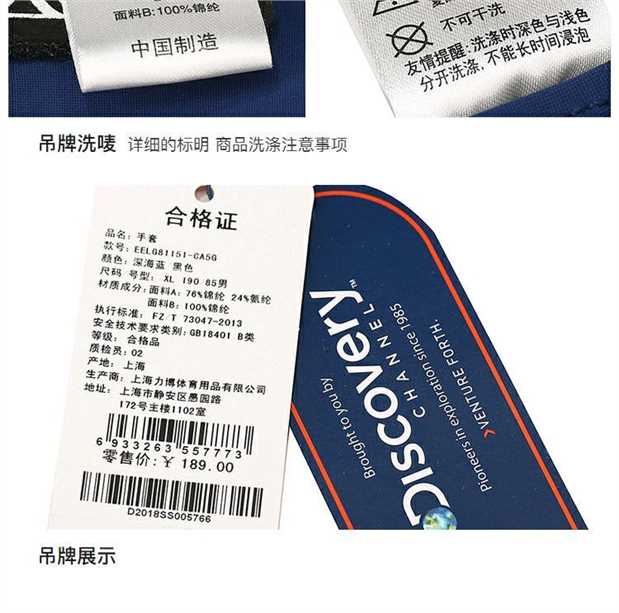 面料B:100%锦纶
中国制造
不可干洗
友情提醒:洗涤时深色与浅色
分开洗涤,不能长时间浸泡
吊牌洗唛 详细的标明 商品洗涤注意事项
合格证
品名: 手套
款号: EELG81151-CA5G
颜色: 深海蓝 黑色
尺码 号型: XL 190 85男
材质成分: 面料A: 76%锦纶 24%氨纶
面料B: 100%锦纶
执行标准: FZ/T 73047-2013
安全技术要求类别: GB18401 B类
等级: 合格品
质检员: 02
产地: 上海
生产商: 上海力博体育用品有限公司
地址: 上海市静安区愚园路
172号主楼1102室
6933263557773
零售价: ¥ 189.00
D2018SS005766
Brought to you by
Discovery
CHANNEL™
Pioneers in exploration since 1985
VENTURE FORTH.
吊牌展示